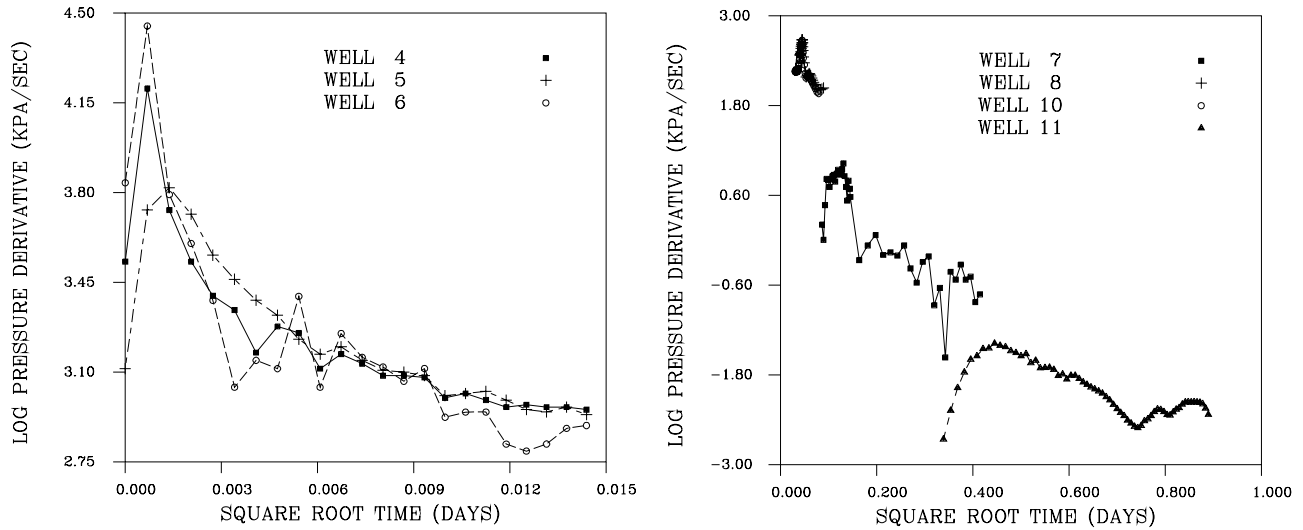 4.50
4.15
3.80
3.45
3.10
2.75
LOG PRESSURE DERIVATIVE (KPA/SEC)
WELL 4
WELL 5
WELL 6
0.000
0.003
0.006
0.009
0.012
0.015
SQUARE ROOT TIME (DAYS)
3.00
1.80
0.60
-0.60
-1.80
-3.00
LOG PRESSURE DERIVATIVE (KPA/SEC)
WELL 7
WELL 8
WELL 10
WELL 11
0.000
0.200
0.400
0.600
0.800
1.000
SQUARE ROOT TIME (DAYS)